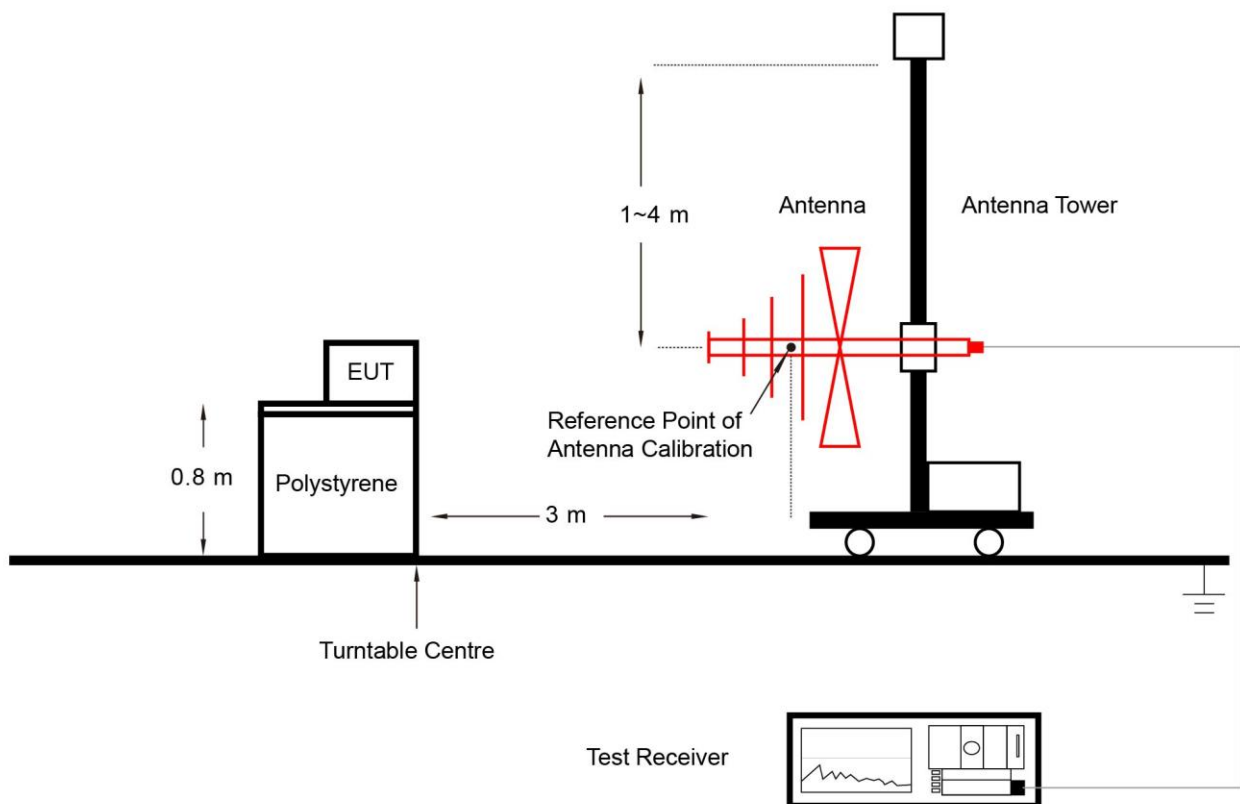 1~4 m
Antenna
Antenna Tower
EUT
Reference Point of
Antenna Calibration
0.8 m
Polystyrene
3 m
Turntable Centre
Test Receiver